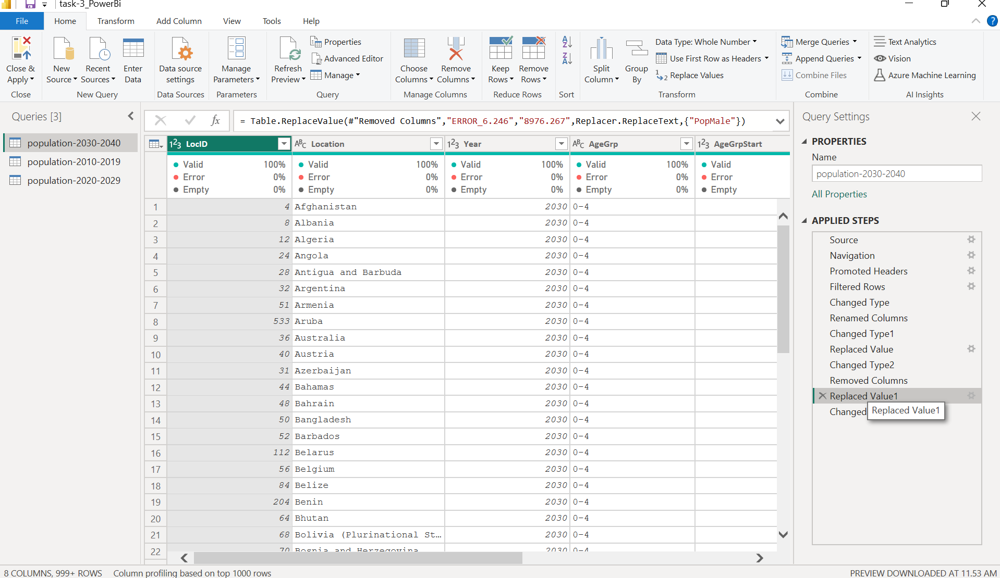 task-3_PowerBi
File Home Transform Add Column View Tools Help
Close & Apply
New Source
Recent Sources
Enter Data
Data source settings
Manage Parameters
Refresh Preview
Properties
Advanced Editor
Manage
Choose Columns
Remove Columns
Keep Rows
Remove Rows
Split Column
Group By
Data Type: Whole Number
Use First Row as Headers
Replace Values
Merge Queries
Append Queries
Combine Files
Text Analytics
Vision
Azure Machine Learning
Close New Query Data Sources Parameters Query Manage Columns Reduce Rows Sort Transform Combine AI Insights
Queries [3]
population-2030-2040
population-2010-2019
population-2020-2029
fx = Table.ReplaceValue(#"Removed Columns","ERROR_6.246","8976.267",Replacer.ReplaceText,{"PopMale"})
123 LocID ABC Location 123 Year ABC AgeGrp 123 AgeGrpStart
Valid 100% Valid 100% Valid 100% Valid 100% Valid
Error 0% Error 0% Error 0% Error 0% Error
Empty 0% Empty 0% Empty 0% Empty 0% Empty
1 4 Afghanistan 2030 0-4
2 8 Albania 2030 0-4
3 12 Algeria 2030 0-4
4 24 Angola 2030 0-4
5 28 Antigua and Barbuda 2030 0-4
6 32 Argentina 2030 0-4
7 51 Armenia 2030 0-4
8 533 Aruba 2030 0-4
9 36 Australia 2030 0-4
10 40 Austria 2030 0-4
11 31 Azerbaijan 2030 0-4
12 44 Bahamas 2030 0-4
13 48 Bahrain 2030 0-4
14 50 Bangladesh 2030 0-4
15 52 Barbados 2030 0-4
16 112 Belarus 2030 0-4
17 56 Belgium 2030 0-4
18 84 Belize 2030 0-4
19 204 Benin 2030 0-4
20 64 Bhutan 2030 0-4
21 68 Bolivia (Plurinational St... 2030 0-4
22 70 Bosnia and Herzegovina 2030 0-4
Query Settings
PROPERTIES
Name
population-2030-2040
All Properties
APPLIED STEPS
Source
Navigation
Promoted Headers
Filtered Rows
Changed Type
Renamed Columns
Changed Type1
Replaced Value
Changed Type2
Removed Columns
Replaced Value1
Changed
Replaced Value1
8 COLUMNS, 999+ ROWS Column profiling based on top 1000 rows PREVIEW DOWNLOADED AT 11.53 AM